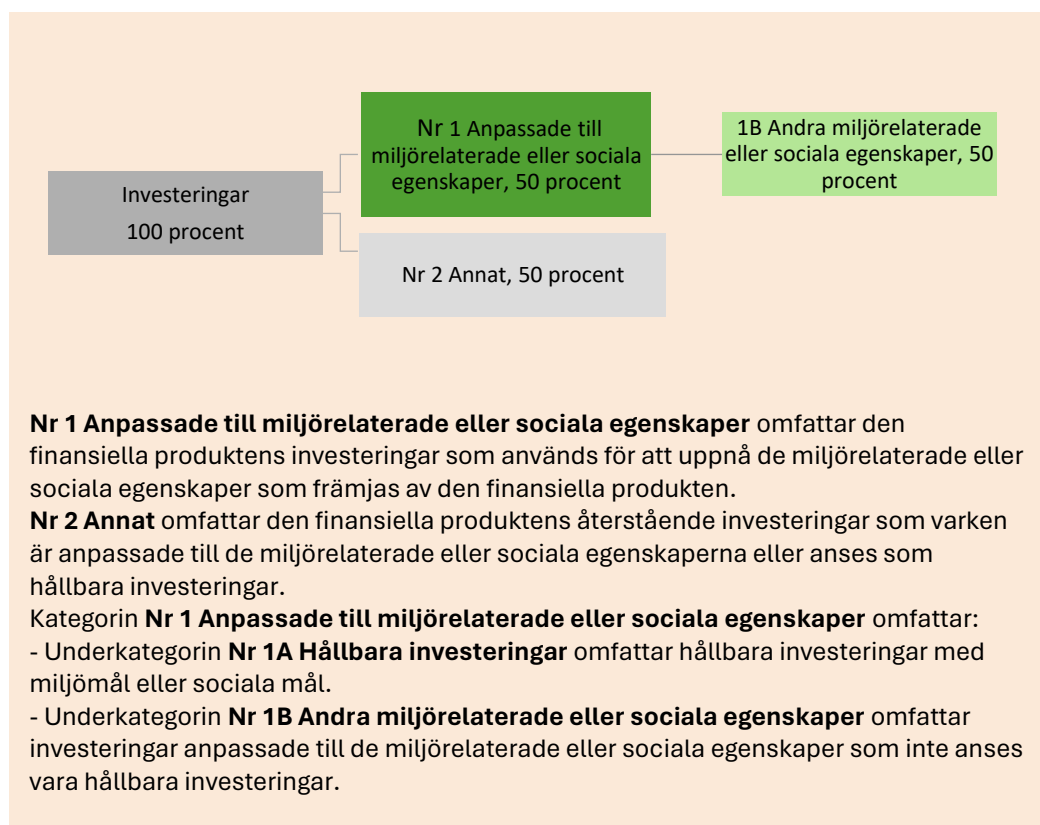 Nr 1 Anpassade till
miljörelaterade eller sociala
egenskaper, 50 procent
1B Andra miljörelaterade
eller sociala egenskaper, 50
procent
Investeringar
100 procent
Nr 2 Annat, 50 procent
Nr 1 Anpassade till miljörelaterade eller sociala egenskaper omfattar den
finansiella produktens investeringar som används för att uppnå de miljörelaterade eller
sociala egenskaper som främjas av den finansiella produkten.
Nr 2 Annat omfattar den finansiella produktens återstående investeringar som varken
är anpassade till de miljörelaterade eller sociala egenskaperna eller anses som
hållbara investeringar.
Kategorin Nr 1 Anpassade till miljörelaterade eller sociala egenskaper omfattar:
- Underkategorin Nr 1A Hållbara investeringar omfattar hållbara investeringar med
miljömål eller sociala mål.
- Underkategorin Nr 1B Andra miljörelaterade eller sociala egenskaper omfattar
investeringar anpassade till de miljörelaterade eller sociala egenskaper som inte anses
vara hållbara investeringar.